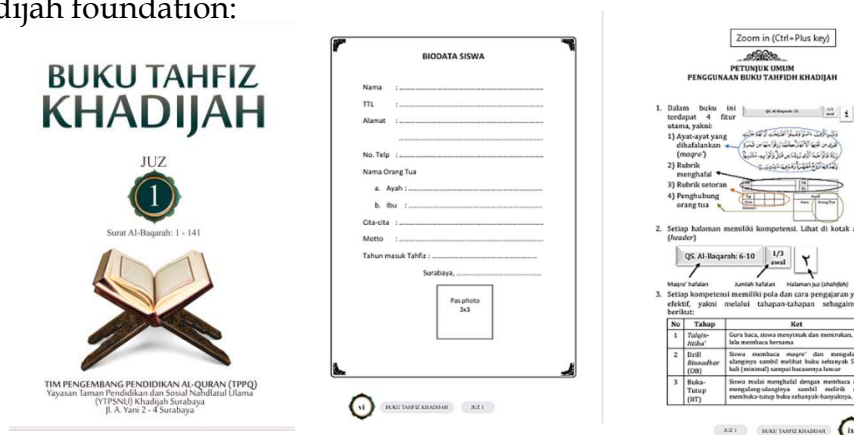 dijah foundation:
BUKU TAHFIZ
KHADIJAH
JUZ
1
Surat Al-Baqarah: 1 - 141
TIM PENGEMBANG PENDIDIKAN AL-QURAN (TPPQ)
Yayasan Taman Pendidikan dan Sosial Nahdlatul Ulama
(YTPSNU) Khadijah Surabaya
Jl. A. Yani 2 - 4 Surabaya
BIODATA SISWA
Nama :
TTL :
Alamat :
No. Telp :
Nama Orang Tua
a. Ayah :
b. Ibu :
Cita-cita :
Motto :
Tahun masuk Tahfiz :
Surabaya,
Pas photo
3x3
vi BUKU TAHFIZ KHADIJAH JUZ 1
Zoom in (Ctrl+Plus key)
PETUNJUK UMUM
PENGGUNAAN BUKU TAHFIDH KHADIJAH
1. Dalam buku ini
terdapat 4 fitur
utama, yakni:
1) Ayat-ayat yang
dihafalankan
(maqro')
2) Rubrik
menghafal
3) Rubrik setoran
4) Penghubung
orang tua
2. Setiap halaman memiliki kompetensi. Lihat di kotak
(header)
QS. Al-Baqarah: 6-10 1/3 awal ٢
Maqro' hafalan Jumlah hafalan Halaman juz (shahifah)
3. Setiap kompetensi memiliki pola dan cara pengajaran
efektif, yakni melalui tahapan-tahapan
berikut:
No Tahap Ket
1 Talqin-Ittiba' Guru baca, siswa menyimak dan menirukan,
lalu membaca bersama
2 Drill Binnadhar (DB) Siswa membaca maqro' dan
ulanginya sambil melihat buku sebanyak 5
kali (minimal) sampai bacaannya lancar
3 Buka-Tutup (BT) Siswa mulai menghafal dengan membaca
mengulang-ulanginya sambil melirik
membuka-tutup buku sebanyak-banyaknya.
JUZ 1 BUKU TAHFIZ KHADIJAH ix